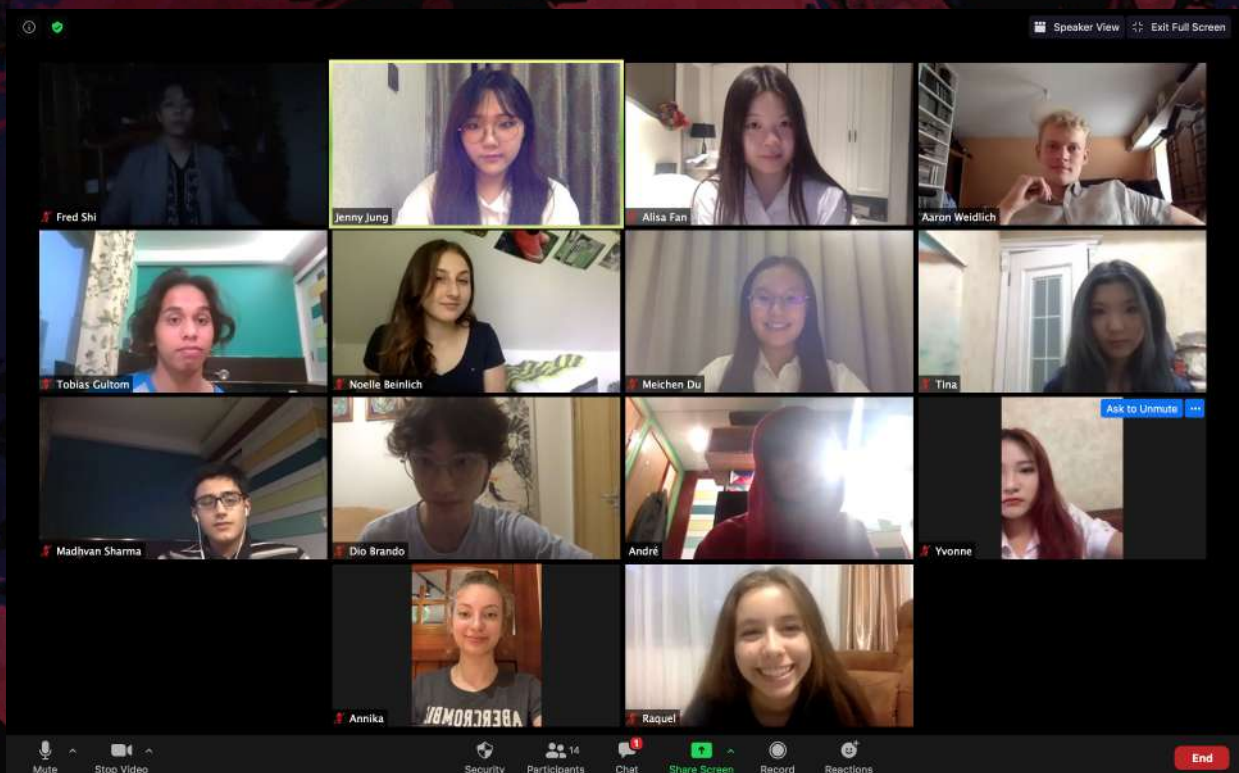 Speaker View Exit Full Screen
Fred Shi
Jenny Jung
Alisa Fan
Aaron Weidlich
Tobias Gultom
Noelle Beinlich
Meichen Du
Tina
Ask to Unmute ...
Madhvan Sharma
Dio Brando
André
Yvonne
ABERCROMBI
Annika
Raquel
1
14
Mute Stop Video Security Participants Chat Share Screen Record Reactions End